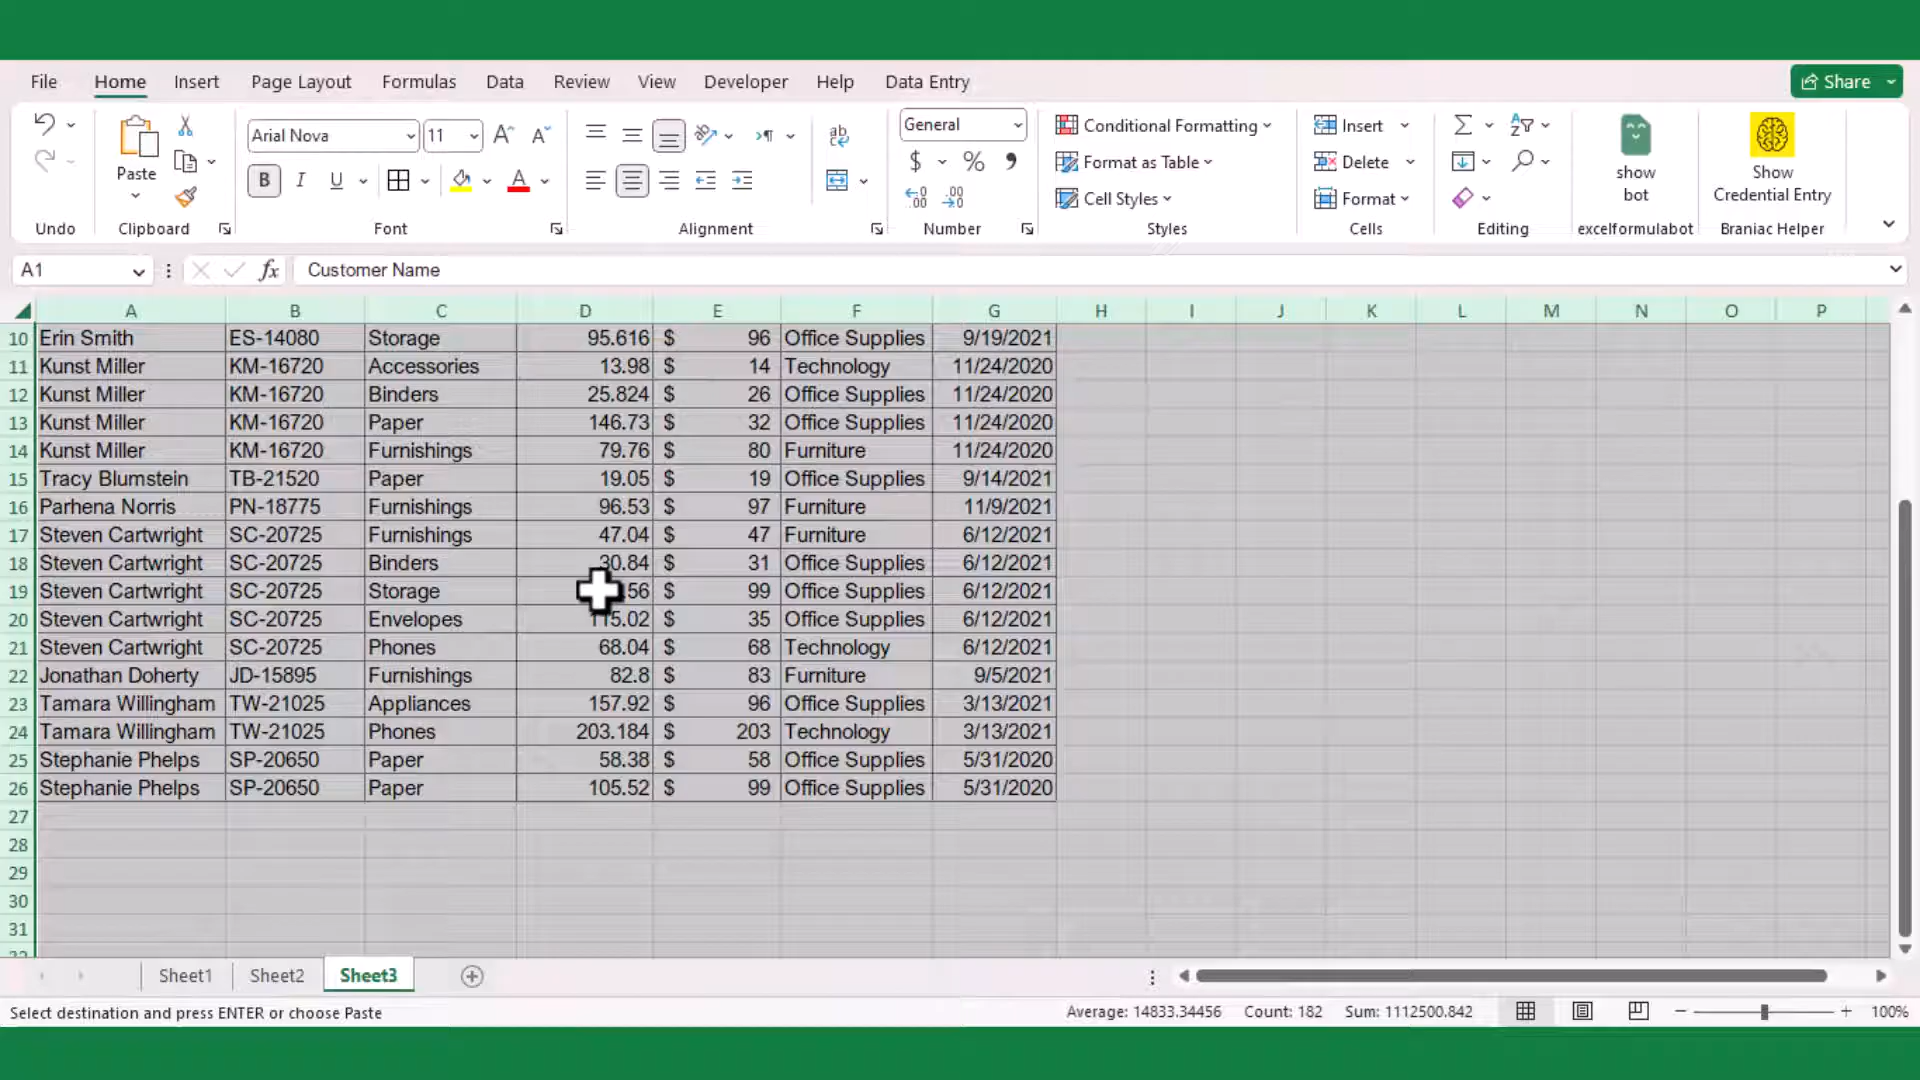 File Home Insert Page Layout Formulas Data Review View Developer Help Data Entry Share
Paste
Arial Nova 11
B I U A
ab
General
$ % 9
Conditional Formatting
Format as Table
Cell Styles
Insert
Delete
Format
show
bot
Show
Credential Entry
Undo Clipboard Font Alignment Number Styles Cells Editing excelformulabot Braniac Helper
A1 fx Customer Name
A B C D E F G H I J K L M N O P
10 Erin Smith ES-14080 Storage 95.616 $ 96 Office Supplies 9/19/2021
11 Kunst Miller KM-16720 Accessories 13.98 $ 14 Technology 11/24/2020
12 Kunst Miller KM-16720 Binders 25.824 $ 26 Office Supplies 11/24/2020
13 Kunst Miller KM-16720 Paper 146.73 $ 32 Office Supplies 11/24/2020
14 Kunst Miller KM-16720 Furnishings 79.76 $ 80 Furniture 11/24/2020
15 Tracy Blumstein TB-21520 Paper 19.05 $ 19 Office Supplies 9/14/2021
16 Parhena Norris PN-18775 Furnishings 96.53 $ 97 Furniture 11/9/2021
17 Steven Cartwright SC-20725 Furnishings 47.04 $ 47 Furniture 6/12/2021
18 Steven Cartwright SC-20725 Binders 30.84 $ 31 Office Supplies 6/12/2021
19 Steven Cartwright SC-20725 Storage $ 99 Office Supplies 6/12/2021
20 Steven Cartwright SC-20725 Envelopes 115.02 $ 35 Office Supplies 6/12/2021
21 Steven Cartwright SC-20725 Phones 68.04 $ 68 Technology 6/12/2021
22 Jonathan Doherty JD-15895 Furnishings 82.8 $ 83 Furniture 9/5/2021
23 Tamara Willingham TW-21025 Appliances 157.92 $ 96 Office Supplies 3/13/2021
24 Tamara Willingham TW-21025 Phones 203.184 $ 203 Technology 3/13/2021
25 Stephanie Phelps SP-20650 Paper 58.38 $ 58 Office Supplies 5/31/2020
26 Stephanie Phelps SP-20650 Paper 105.52 $ 99 Office Supplies 5/31/2020
27
28
29
30
31
Sheet1 Sheet2 Sheet3
Select destination and press ENTER or choose Paste Average: 14833.34456 Count: 182 Sum: 1112500.842 100%